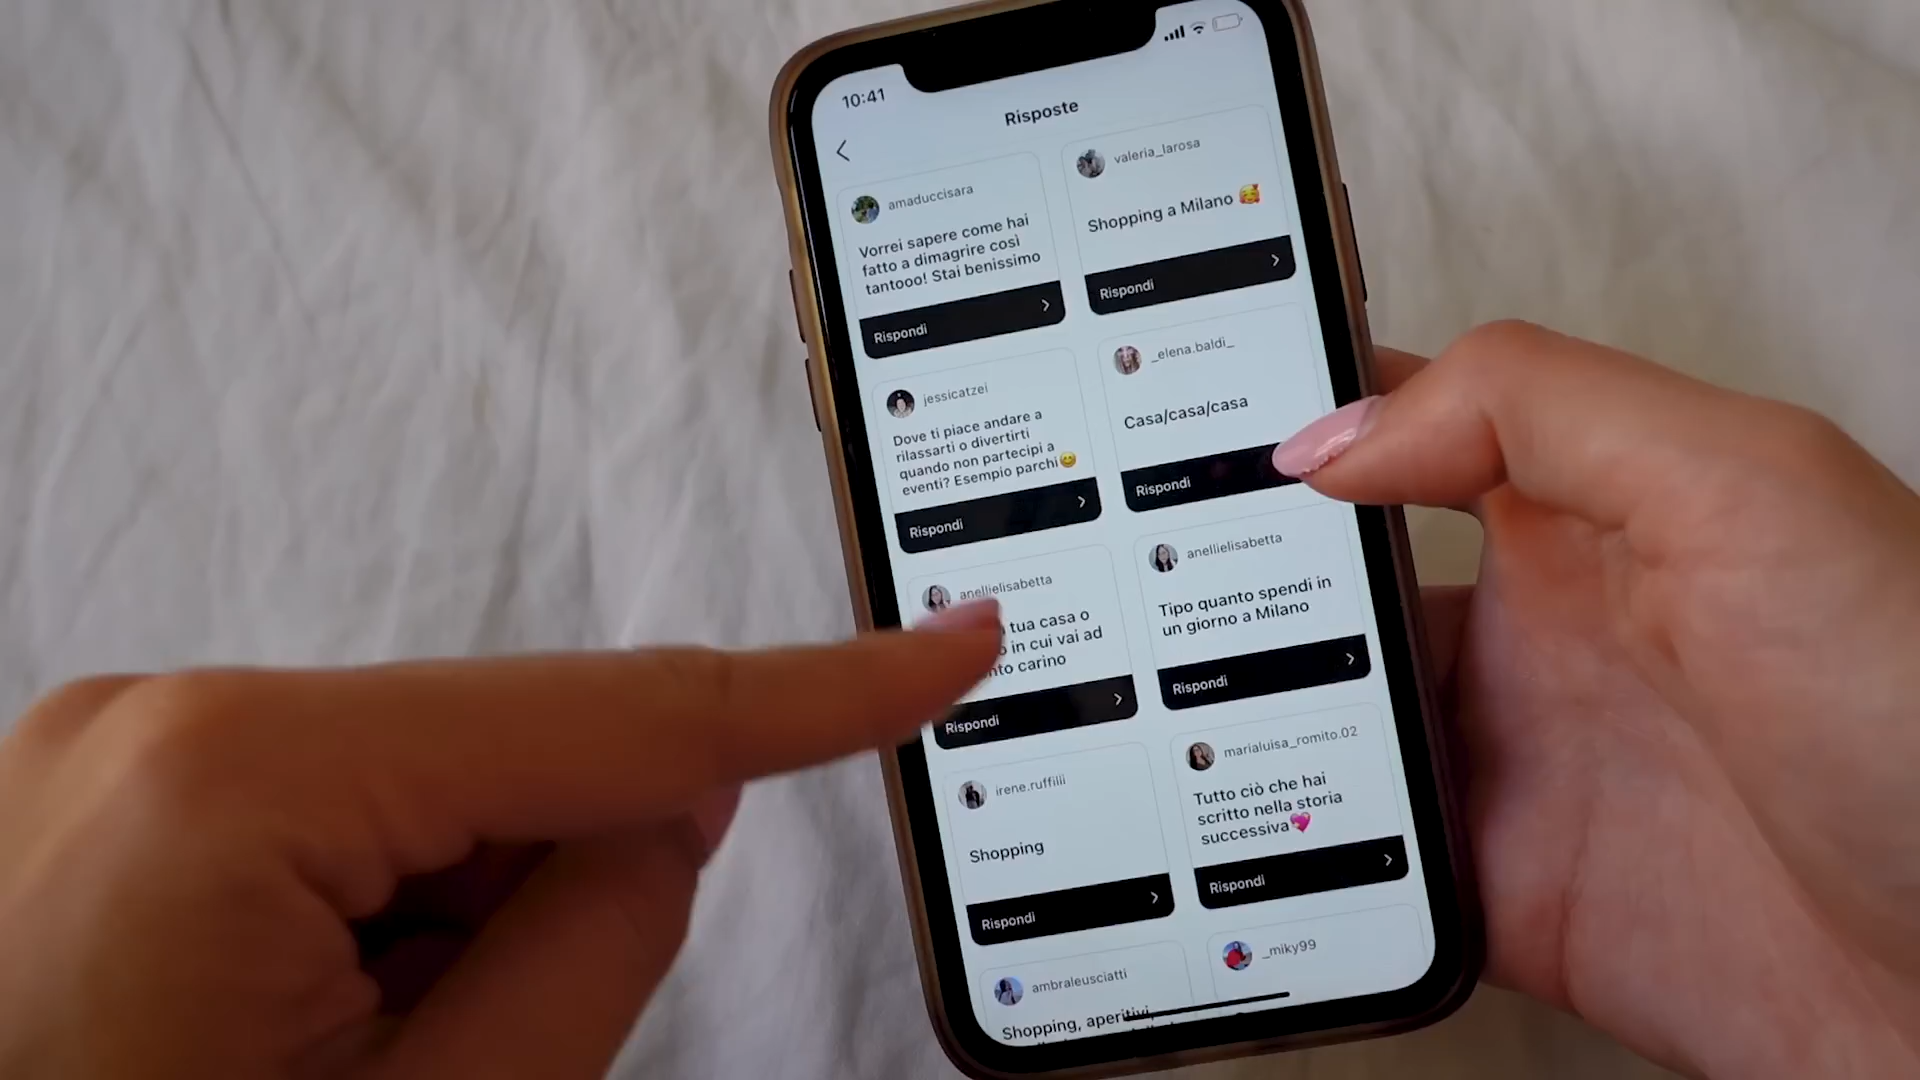 10:41
Risposte
amaduccisara
Vorrei sapere come hai
fatto a dimagrire così
tantooo! Stai benissimo
Rispondi
valeria_larosa
Shopping a Milano 🥰
Rispondi
jessicatzei
Dove ti piace andare a
rilassarti o divertirti
quando non partecipi a
eventi? Esempio parchi😊
Rispondi
_elena.baldi_
Casa/casa/casa
Rispondi
anellielisabetta
tua casa o
in cui vai ad
carino
Rispondi
anellielisabetta
Tipo quanto spendi in
un giorno a Milano
Rispondi
irene.ruffilli
Shopping
Rispondi
marialuisa_romito.02
Tutto ciò che hai
scritto nella storia
successiva💘
Rispondi
ambraleusciatti
Shopping, aperitivi,
_miky99